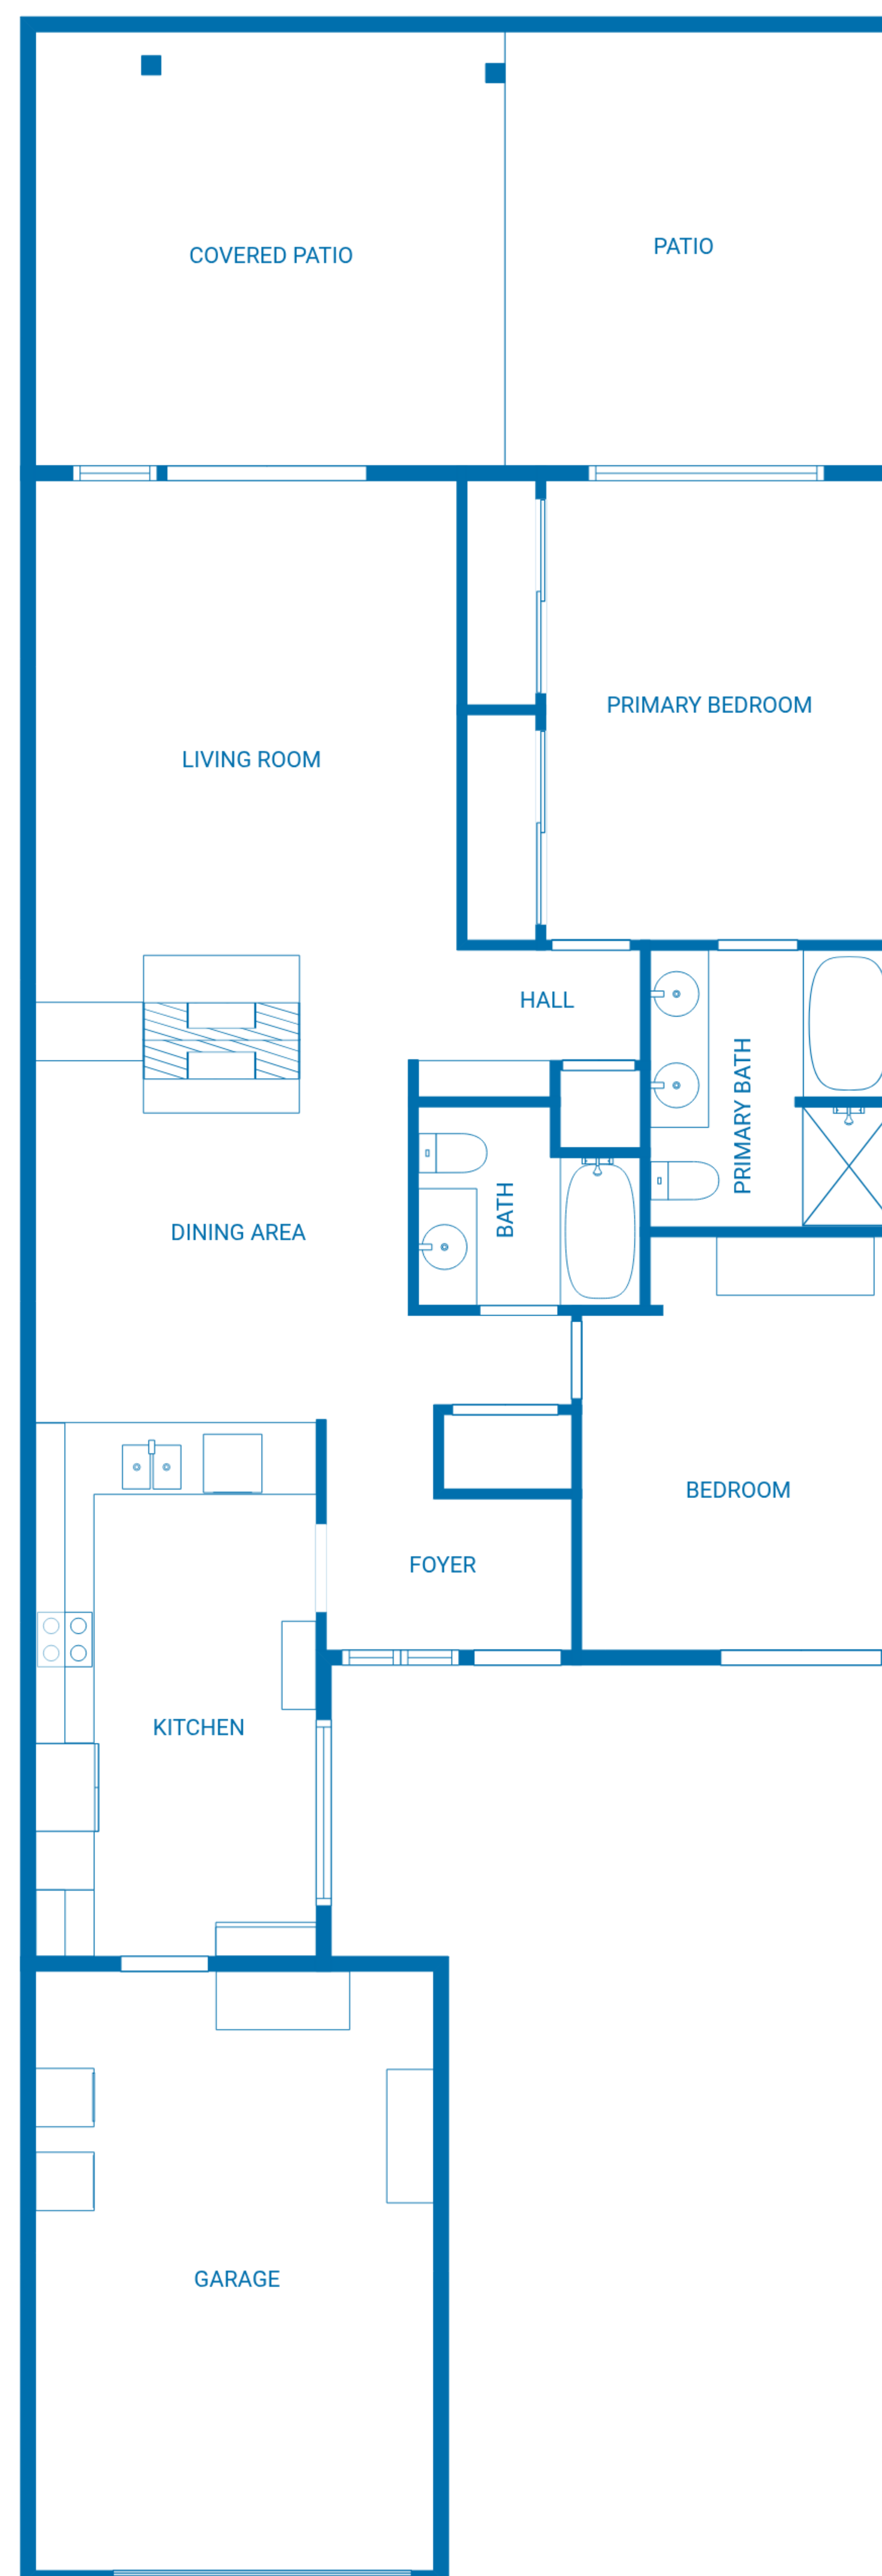 COVERED PATIO
PATIO
PRIMARY BEDROOM
LIVING ROOM
HALL
PRIMARY BATH
BATH
DINING AREA
BEDROOM
FOYER
KITCHEN
GARAGE